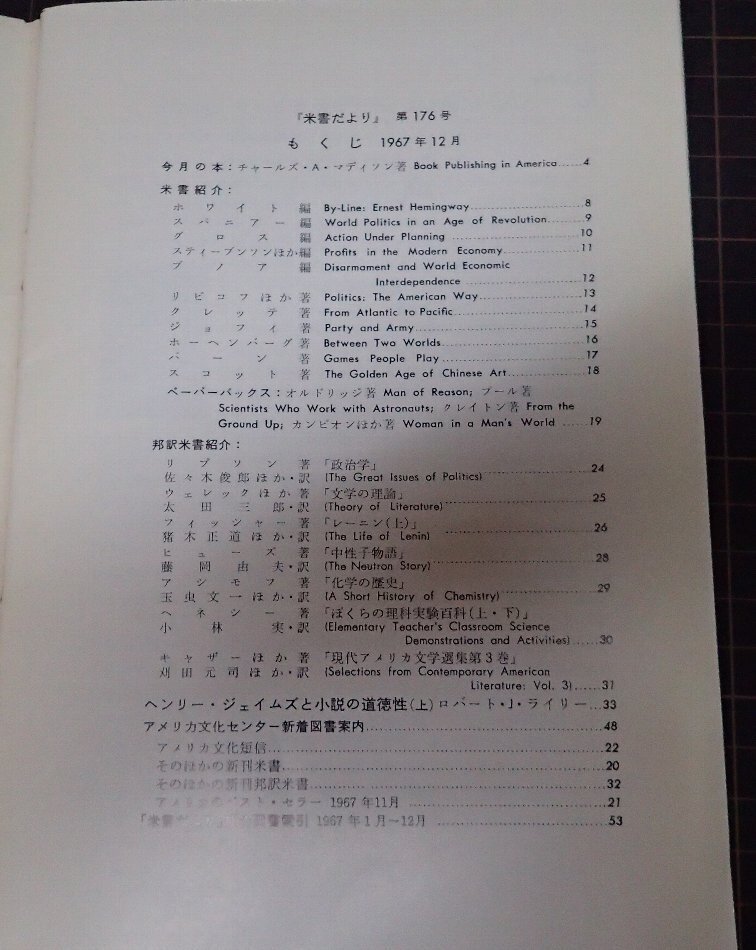 『米書だより』 第176号
もくじ 1967年12月
今月の本：チャールズ・A・マディソン著 Book Publishing in America……4
米書紹介：
ホワイト編 By-Line: Ernest Hemingway……8
スパニアー編 World Politics in an Age of Revolution……9
グロス編 Action Under Planning ……10
スティーブンソンほか編 Profits in the Modern Economy……11
ブノア編 Disarmament and World Economic
Interdependence ……12
リビコフほか著 Politics: The American Way……13
クレッテ著 From Atlantic to Pacific……14
ジョフィ著 Party and Army……15
ホーヘンバーグ著 Between Two Worlds……16
バーン著 Games People Play……17
スコット著 The Golden Age of Chinese Art……18
ペーパーバックス：オルドリッジ著 Man of Reason; プール著
Scientists Who Work with Astronauts; クレイトン著 From the
Ground Up; カンピオンほか著 Woman in a Man's World ……19
邦訳米書紹介：
リプソン著 「政治学」
佐々木俊郎ほか・訳 (The Great Issues of Politics)……24
ウェレックほか著 「文学の理論」
太田三郎・訳 (Theory of Literature)……25
フィッシャー著 「レーニン(上)」
猪木正道ほか・訳 (The Life of Lenin)……26
ヒューズ著 「中性子物語」
藤岡由夫・訳 (The Neutron Story)……28
アシモフ著 「化学の歴史」
玉虫文一ほか・訳 (A Short History of Chemistry)……29
ヘネシー著 「ぼくらの理科実験百科(上・下)」
小林実・訳 (Elementary Teacher's Classroom Science
Demonstrations and Activities)……30
キャザーほか著 「現代アメリカ文学選集第3巻」
刈田元司ほか・訳 (Selections from Contemporary American
Literature: Vol. 3)……31
ヘンリー・ジェイムズと小説の道徳性(上) ロバート・J・ライリー…33
アメリカ文化センター新着図書案内……48
アメリカ文化短信……22
そのほかの新刊米書……20
そのほかの新刊邦訳米書……32
アメリカのベスト・セラー 1967年11月 ……21
「米書だより」 索引 1967年1月〜12月 ……53